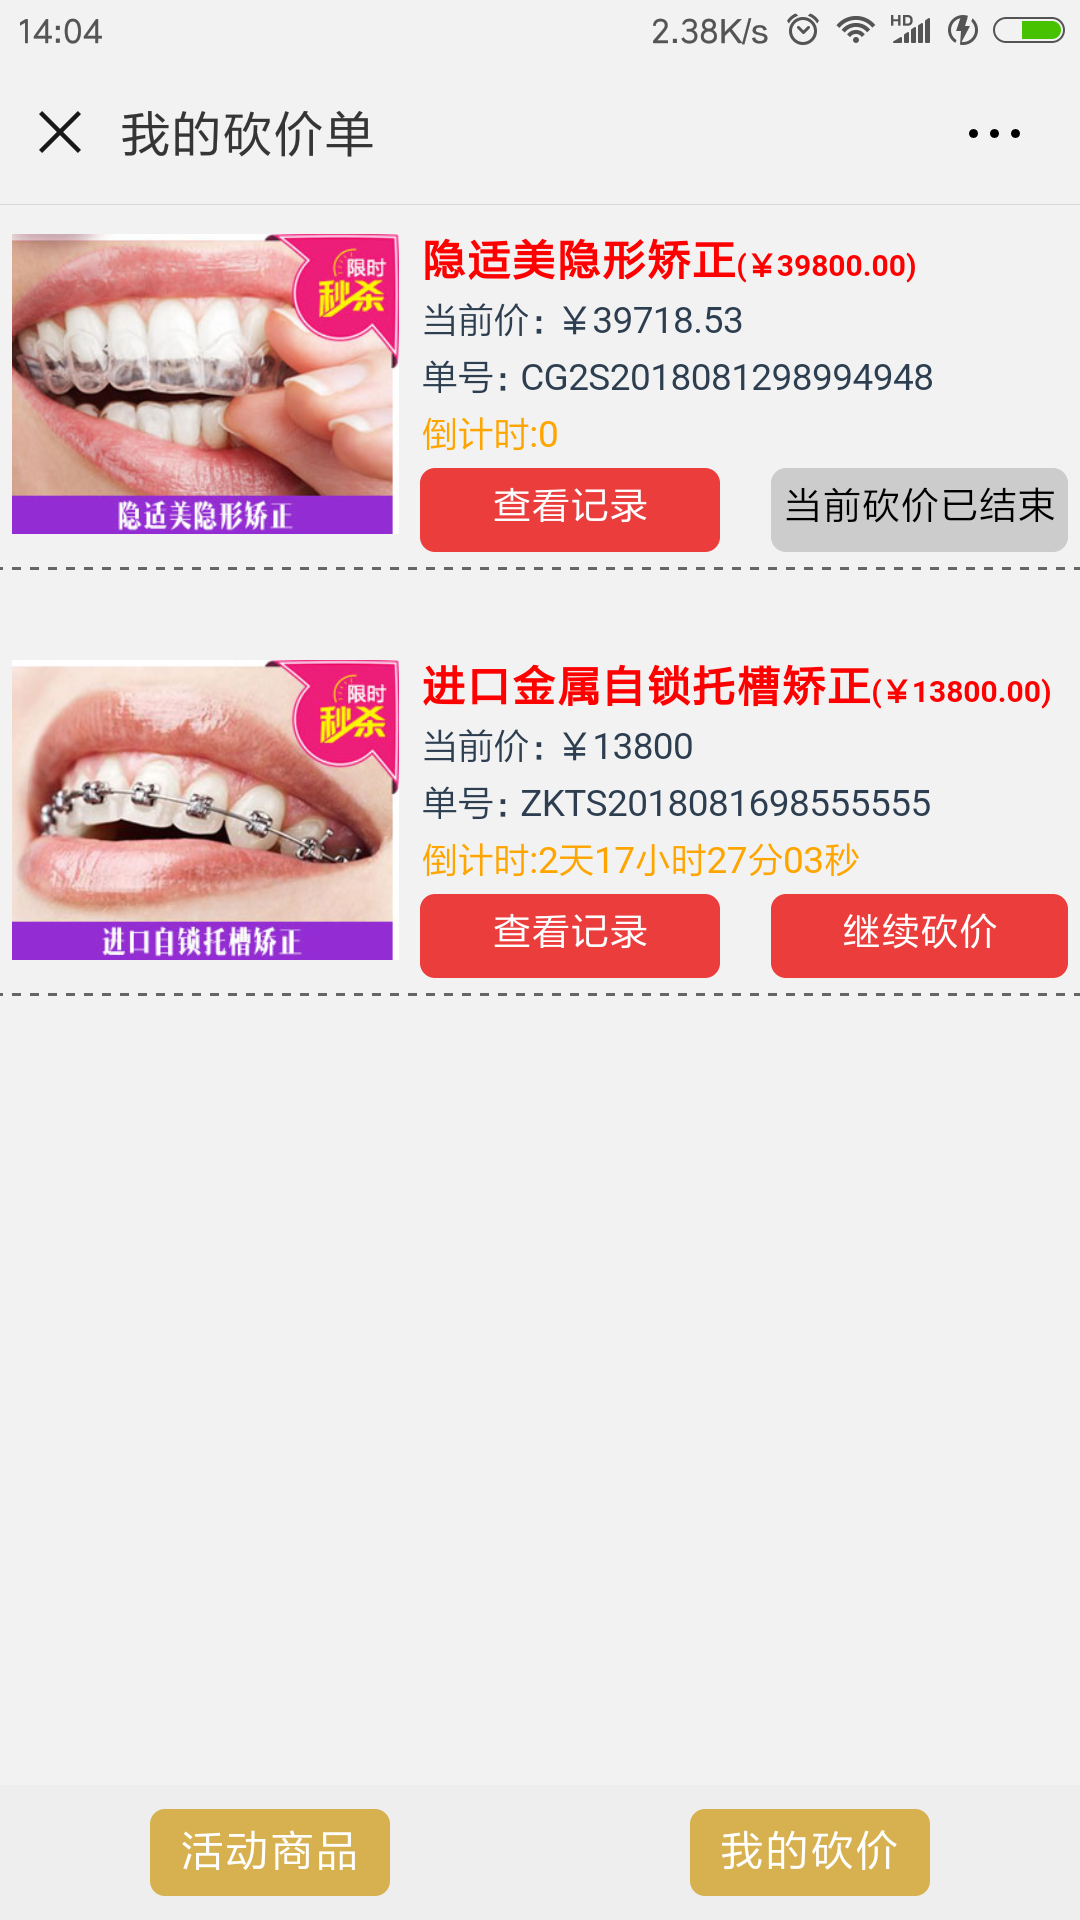 14:04 2.38K/s HD
我的砍价单
限时
秒杀
隐适美隐形矫正
隐适美隐形矫正(￥39800.00)
当前价：￥39718.53
单号：CG2S2018081298994948
倒计时:0
查看记录 当前砍价已结束
限时
秒杀
进口自锁托槽矫正
进口金属自锁托槽矫正(￥13800.00)
当前价：￥13800
单号：ZKTS2018081698555555
倒计时:2天17小时27分03秒
查看记录 继续砍价
活动商品 我的砍价